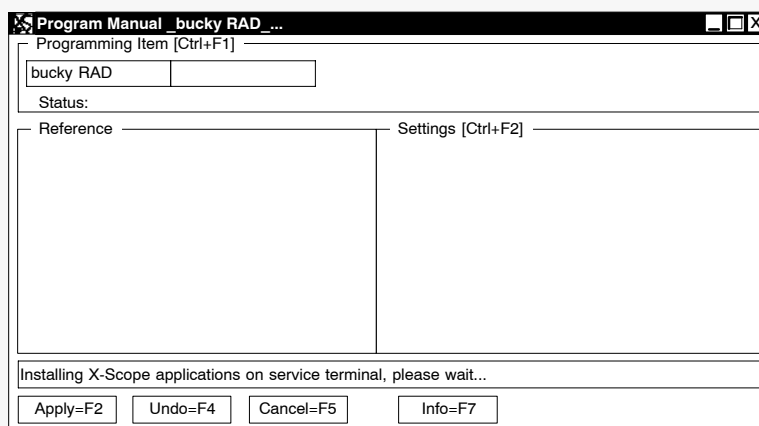 Program Manual _bucky RAD_...
Programming Item [Ctrl+F1]
bucky RAD
Status:
Reference
Settings [Ctrl+F2]
Installing X-Scope applications on service terminal, please wait...
Apply=F2 Undo=F4 Cancel=F5 Info=F7